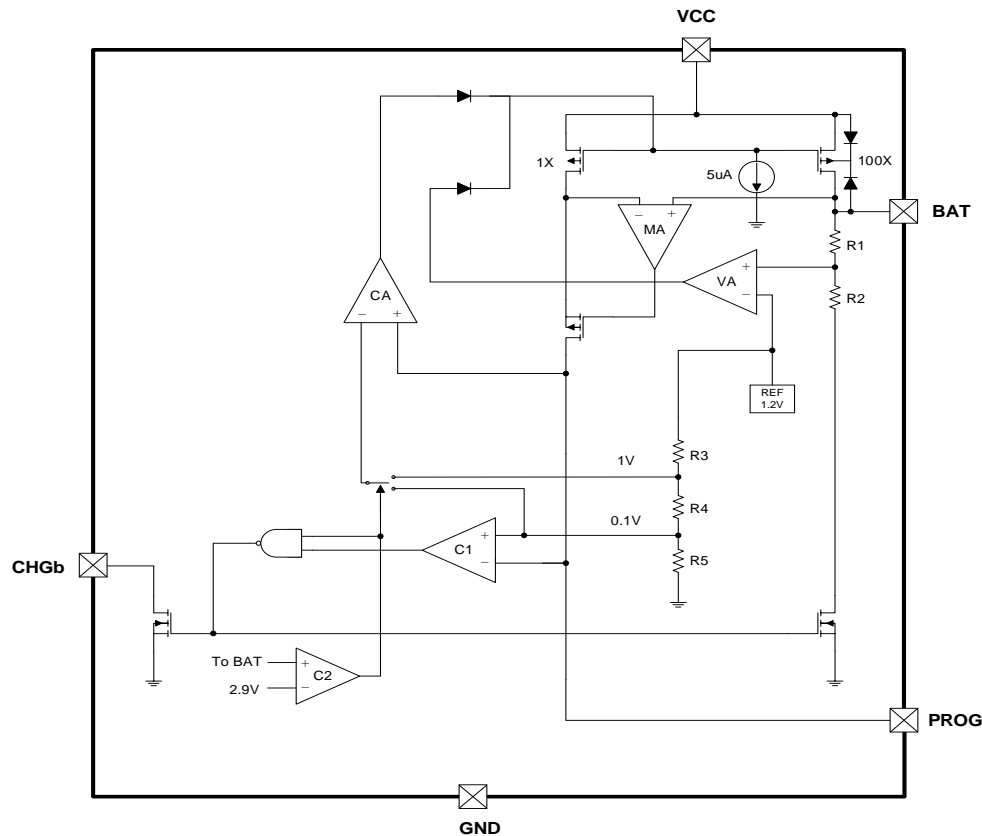 VCC
1X
100X
5uA
BAT
− +
MA
R1
+
VA
−
CA
− +
R2
REF
1.2V
R3
1V
R4
0.1V
+
C1
−
R5
CHGb
To BAT
+
C2
2.9V
−
PROG
GND